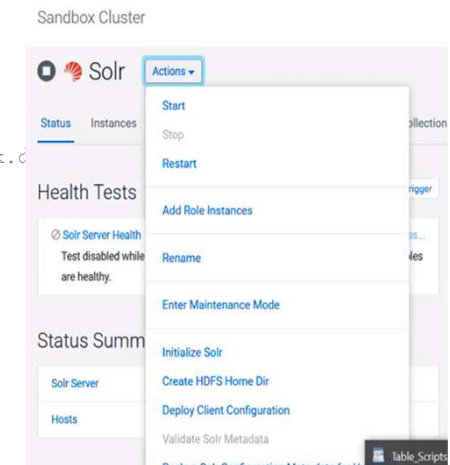 Sandbox Cluster
Solr
Actions
Status Instances
ollection
Start
Stop
Restart
Health Tests
rigger
Add Role Instances
Solr Server Health
Test disabled while
are healthy.
Rename
Enter Maintenance Mode
Status Summ
Initialize Solr
Solr Server
Create HDFS Home Dir
Hosts
Deploy Client Configuration
Validate Solr Metadata
Table_Scripts